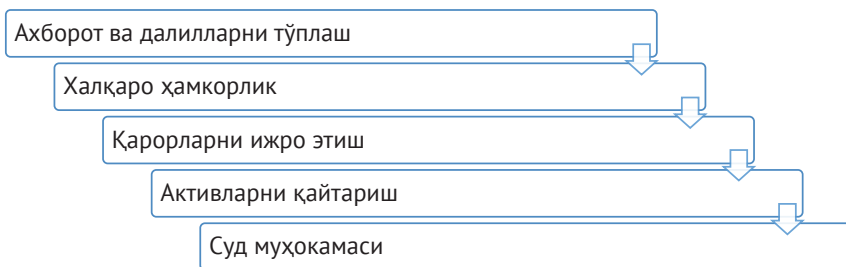 Ахборот ва далилларни тўплаш
Халқаро ҳамкорлик
Қарорларни ижро этиш
Активларни қайтариш
Суд муҳокамаси